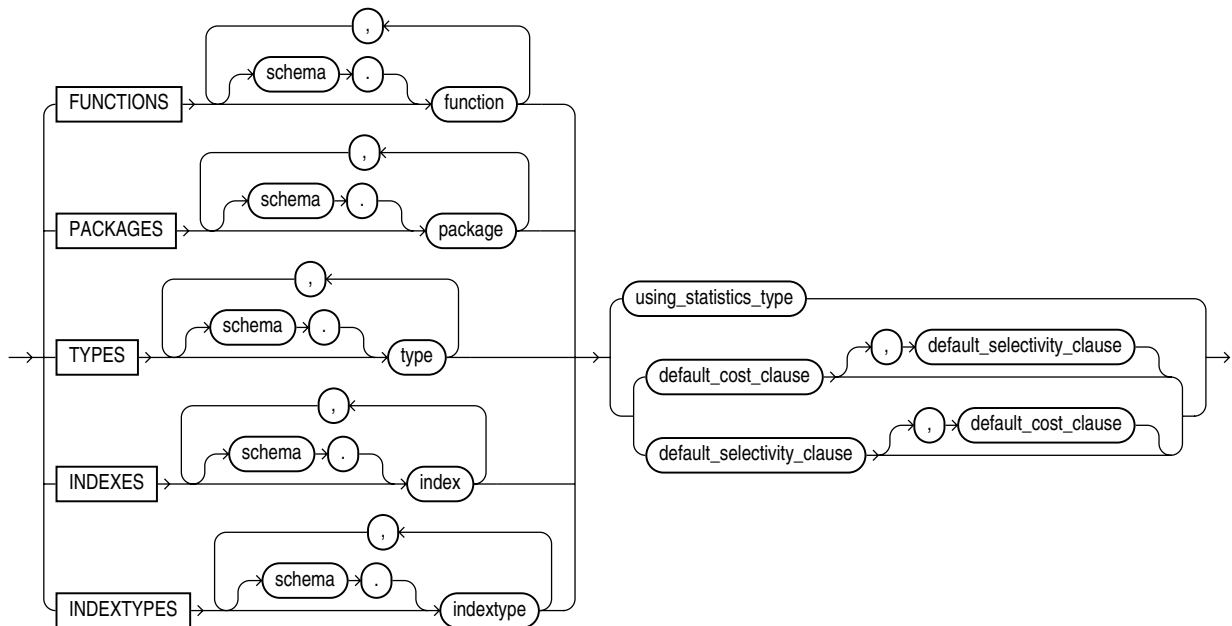 ,
schema .
FUNCTIONS function
,
schema .
PACKAGES package
,
schema .
TYPES type
,
schema .
INDEXES index
,
schema .
INDEXTYPES indextype
using_statistics_type
, default_selectivity_clause
default_cost_clause
, default_cost_clause
default_selectivity_clause